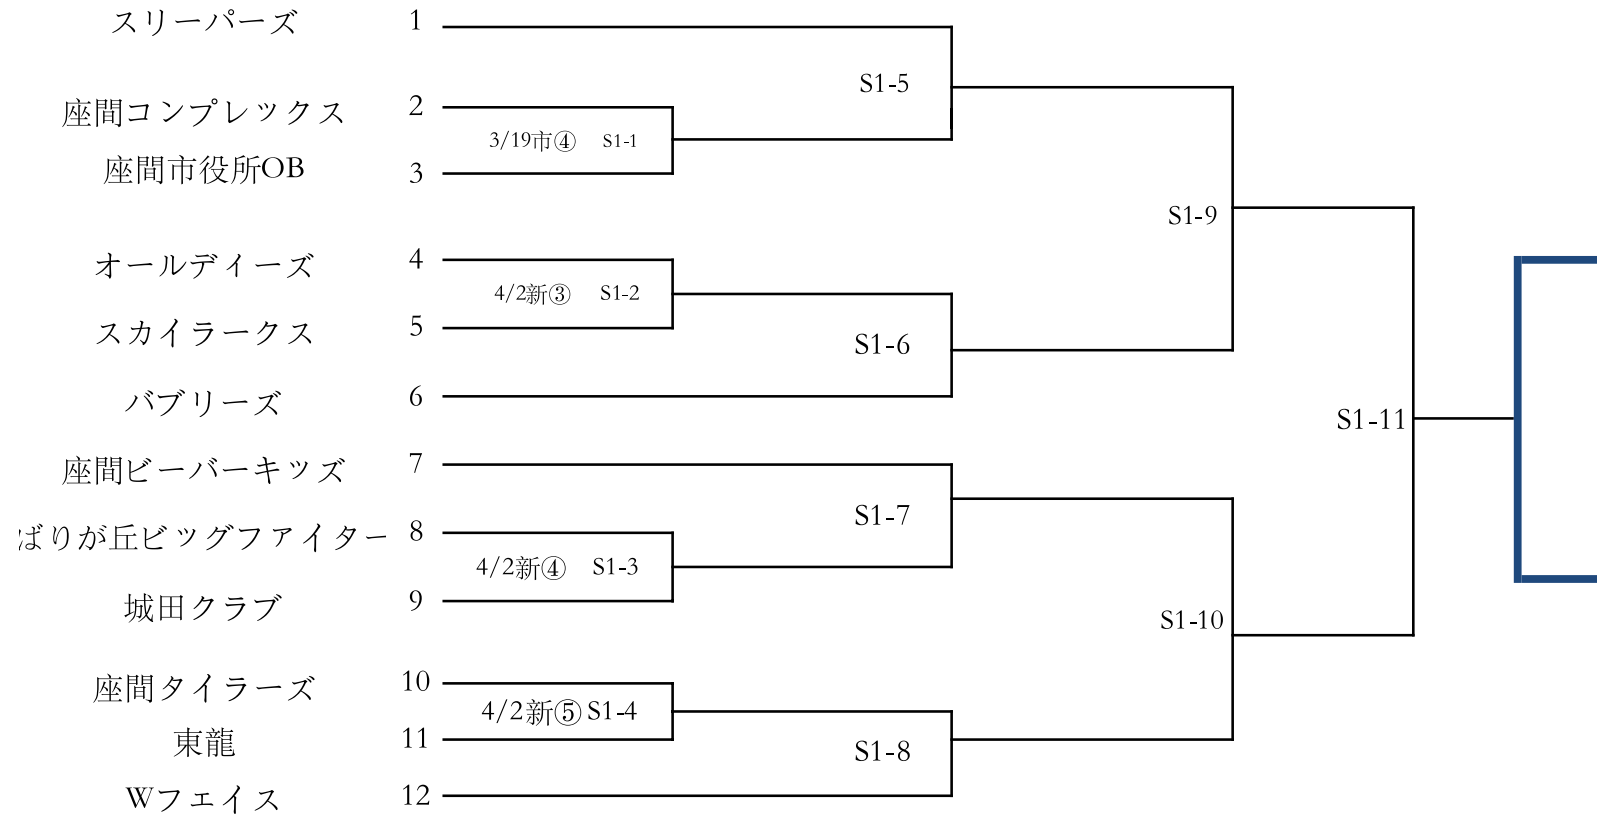 スリーパーズ 1
S1-5
座間コンプレックス 2
3/19市④ S1-1
座間市役所OB 3
S1-9
オールディーズ 4
4/2新③ S1-2
スカイラークス 5
S1-6
バブリーズ 6
S1-11
座間ビーバーキッズ 7
S1-7
ばりが丘ビッグファイター 8
4/2新④ S1-3
城田クラブ 9
S1-10
座間タイラーズ 10
4/2新⑤ S1-4
東龍 11
S1-8
Wフェイス 12